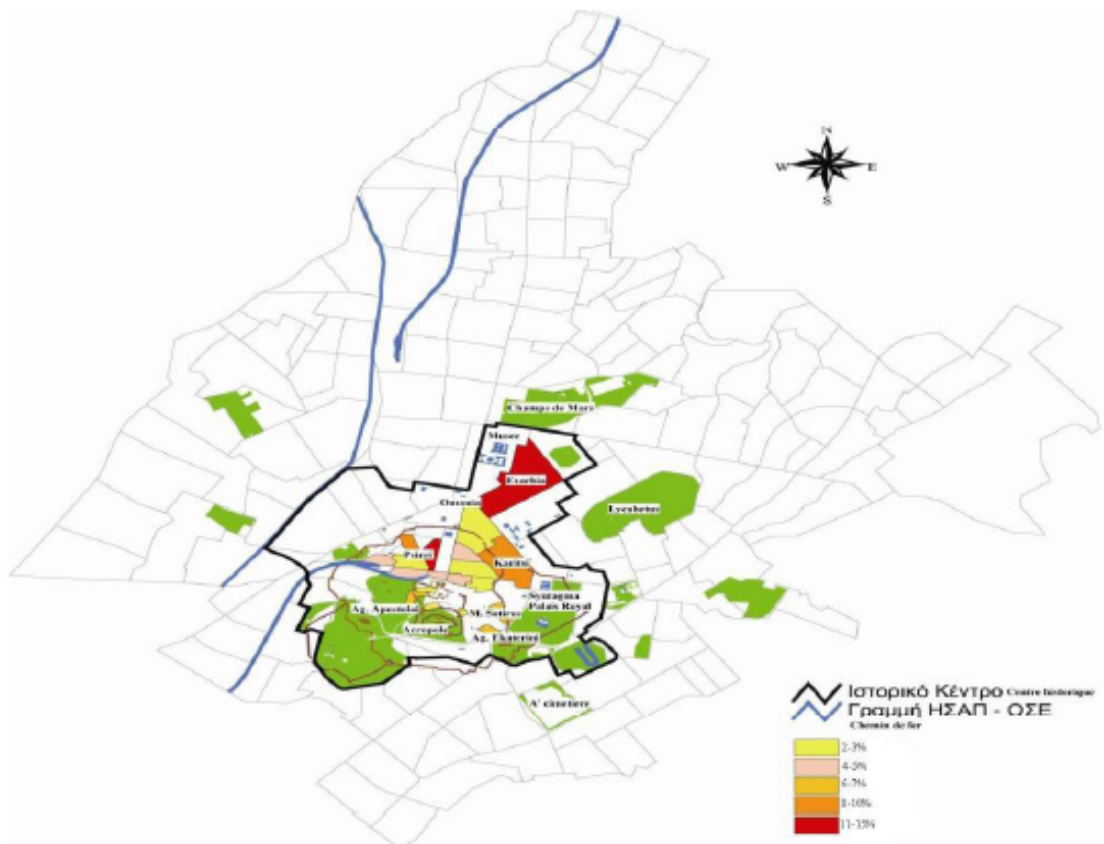 N
W E
S
Champs de Mars
Musee
Exarhia
Omonia
Lycabetus
Psirri
Karitsi
Syntagma
Palais Royal
Ag. Apostoloi
M. Sotiros
Acropole
Ag. Ekaterini
A' cimetière
Ιστορικό Κέντρο Centre historique
Γραμμή ΗΣΑΠ - ΟΣΕ
Chemin de fer
2-3%
4-5%
6-7%
8-10%
11-15%